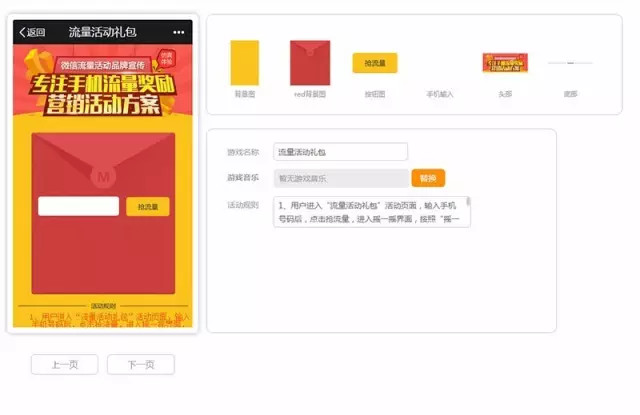 返回
流量活动礼包
微信流量活动品牌宣传
专注手机流量奖励
营销活动方案
M
抢流量
活动规则
1、用户进入“流量活动礼包”活动页面，输入
手机号码后，点击抢流量，进入摇一摇界面，
上一页
下一页
抢流量
背景图
red背景图
按钮图
手机输入
头部
底部
游戏名称
流量活动礼包
游戏音乐
暂无游戏音乐
替换
活动规则
1、用户进入“流量活动礼包”活动页面，输入手机
号码后，点击抢流量，进入摇一摇界面，按照“摇一